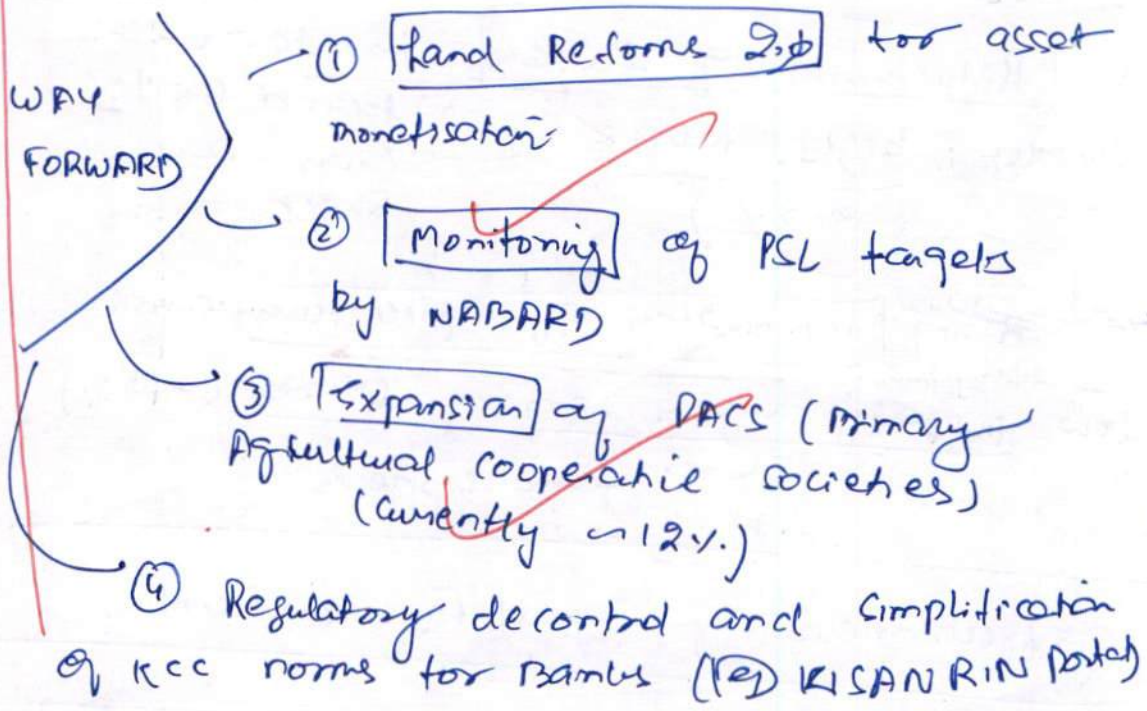 WAY
FORWARD
① Land Reforms 2.0 for asset
monetisation
② Monitoring of PSL targets
by NABARD
③ Expansion of PACS (Primary
Agricultural cooperative societies)
(currently ~12%.)
④ Regulatory decontrol and simplification
of KCC norms for Banks (eg KISAN RIN portal)